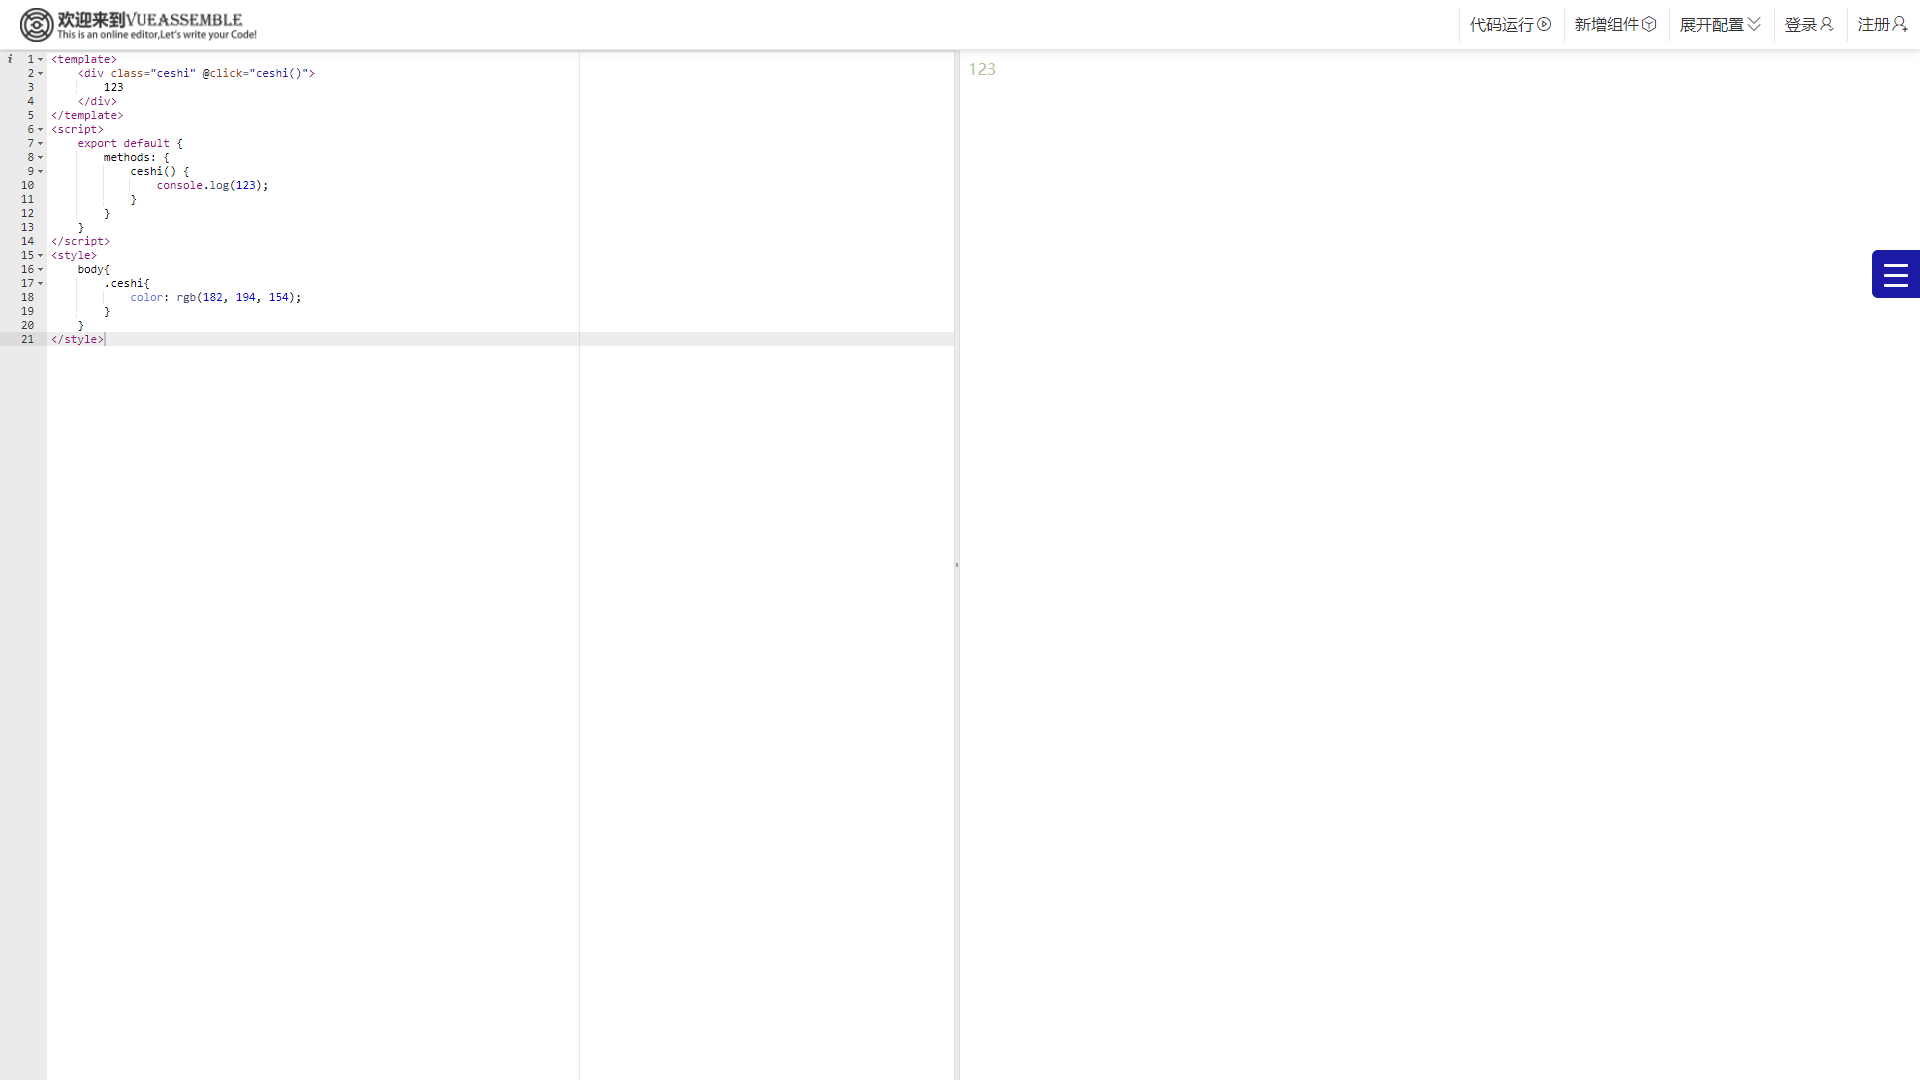 欢迎来到VUEASSEMBLE
This is an online editor,Let's write your Code!
代码运行
新增组件
展开配置
登录
注册
1 <template>
2 <div class="ceshi" @click="ceshi()">
3 123
4 </div>
5 </template>
6 <script>
7 export default {
8 methods: {
9 ceshi() {
10 console.log(123);
11 }
12 }
13 }
14 </script>
15 <style>
16 body{
17 .ceshi{
18 color: rgb(182, 194, 154);
19 }
20 }
21 </style>
123